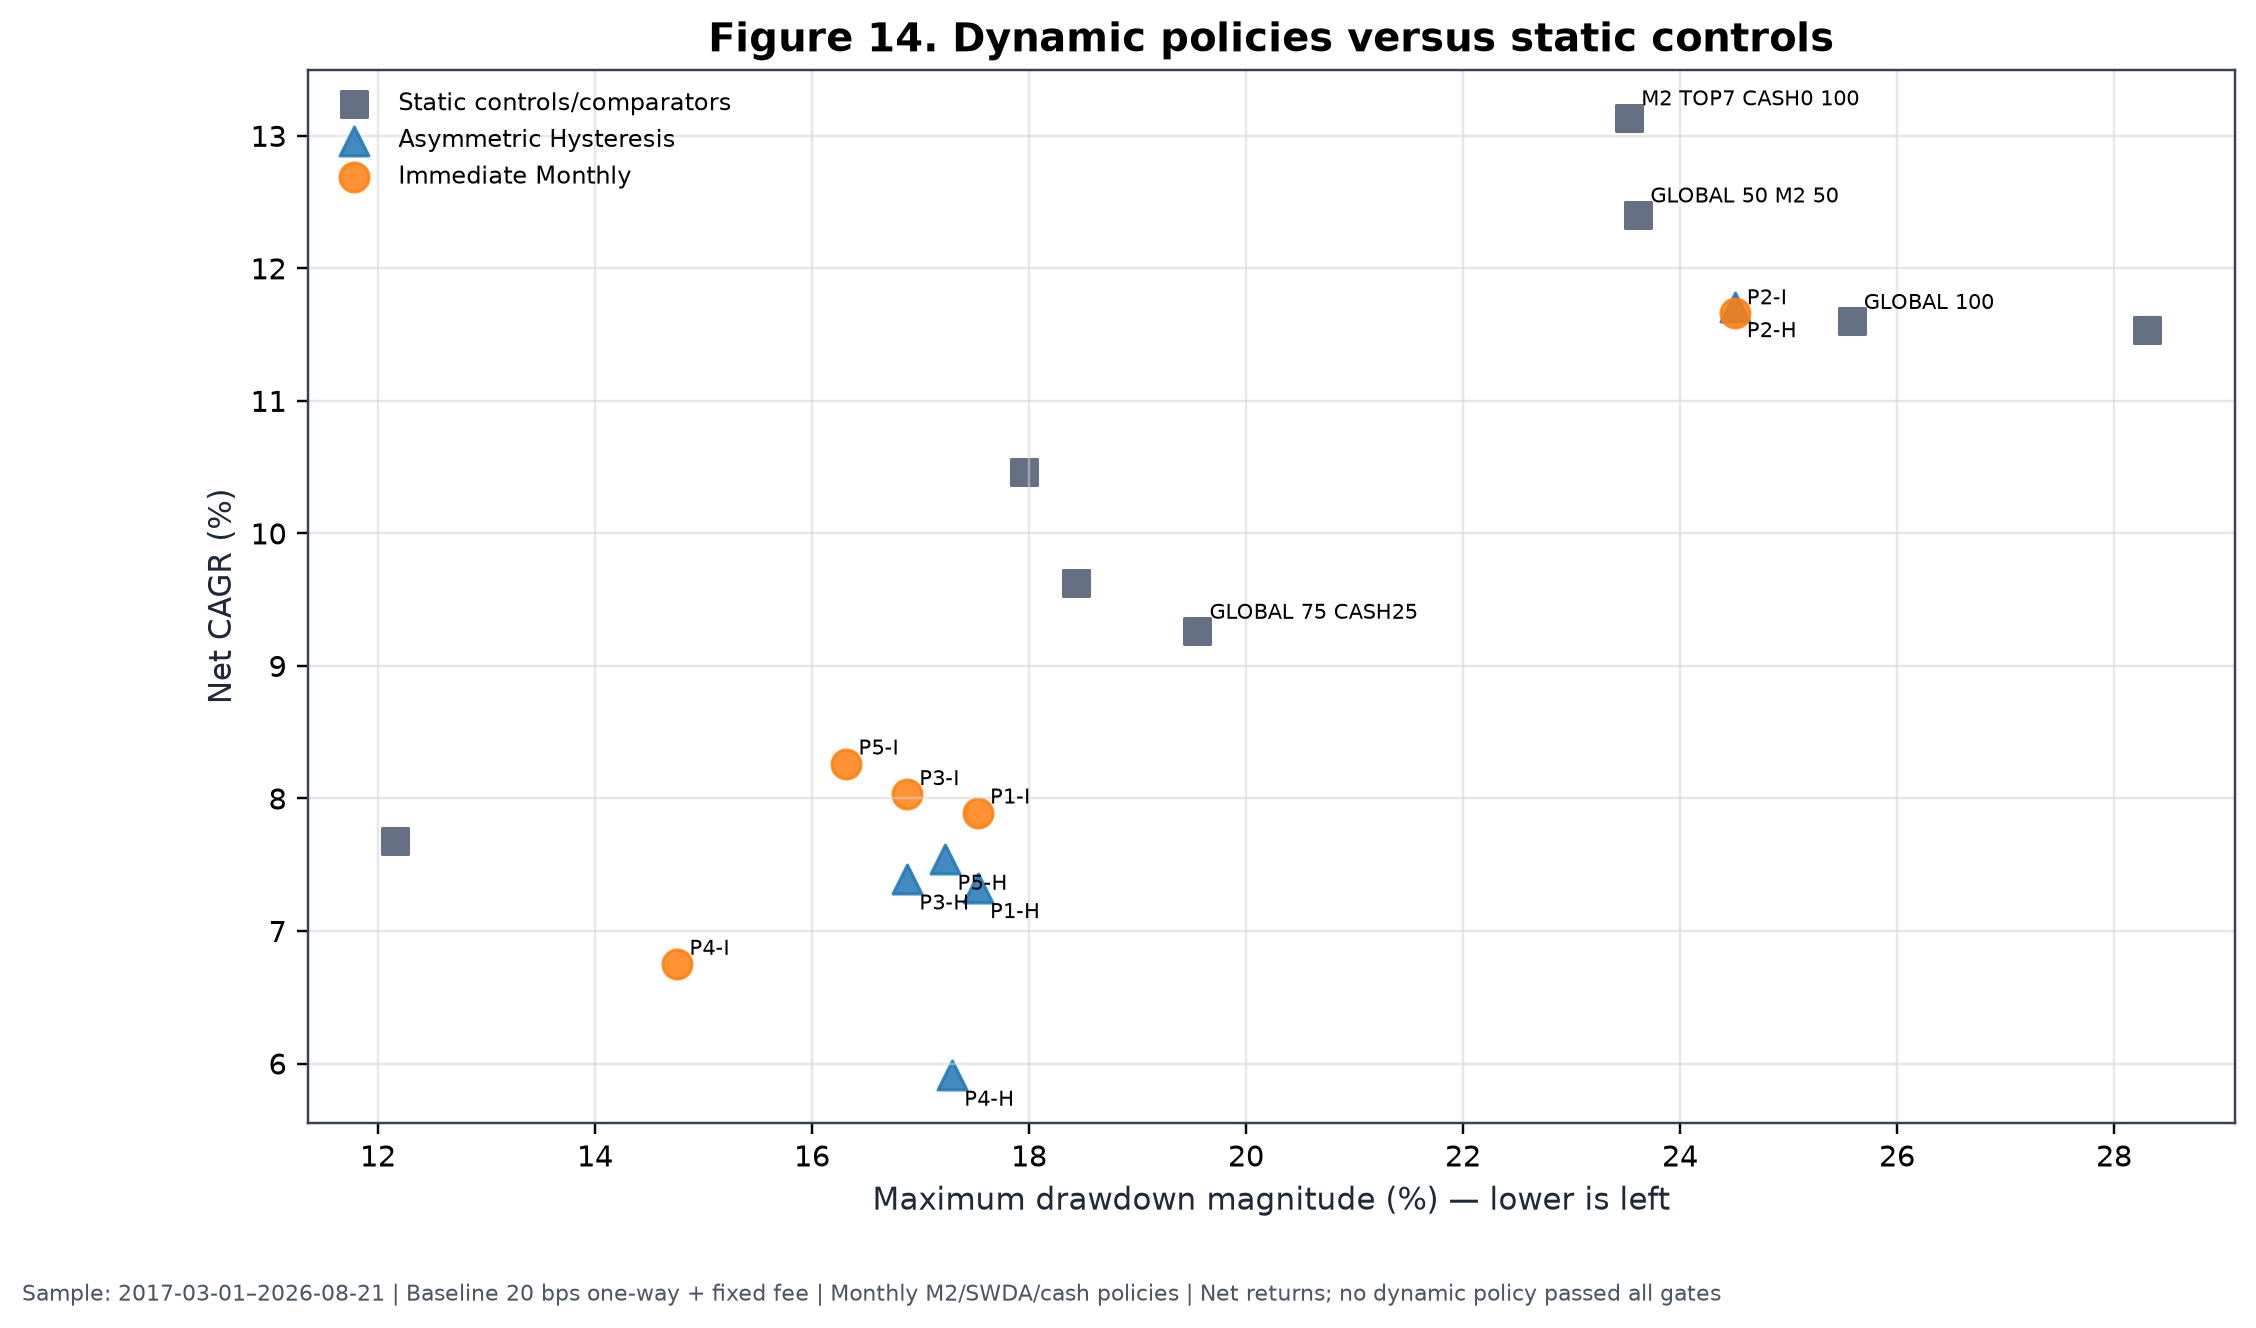 Figure 14. Dynamic policies versus static controls
Static controls/comparators
Asymmetric Hysteresis
Immediate Monthly
M2 TOP7 CASH0 100
GLOBAL 50 M2 50
P2-I
P2-H
GLOBAL 100
GLOBAL 75 CASH25
P5-I
P3-I
P1-I
P5-H
P3-H
P1-H
P4-I
P4-H
Net CAGR (%)
13
12
11
10
9
8
7
6
12 14 16 18 20 22 24 26 28
Maximum drawdown magnitude (%) — lower is left
Sample: 2017-03-01–2026-08-21 | Baseline 20 bps one-way + fixed fee | Monthly M2/SWDA/cash policies | Net returns; no dynamic policy passed all gates